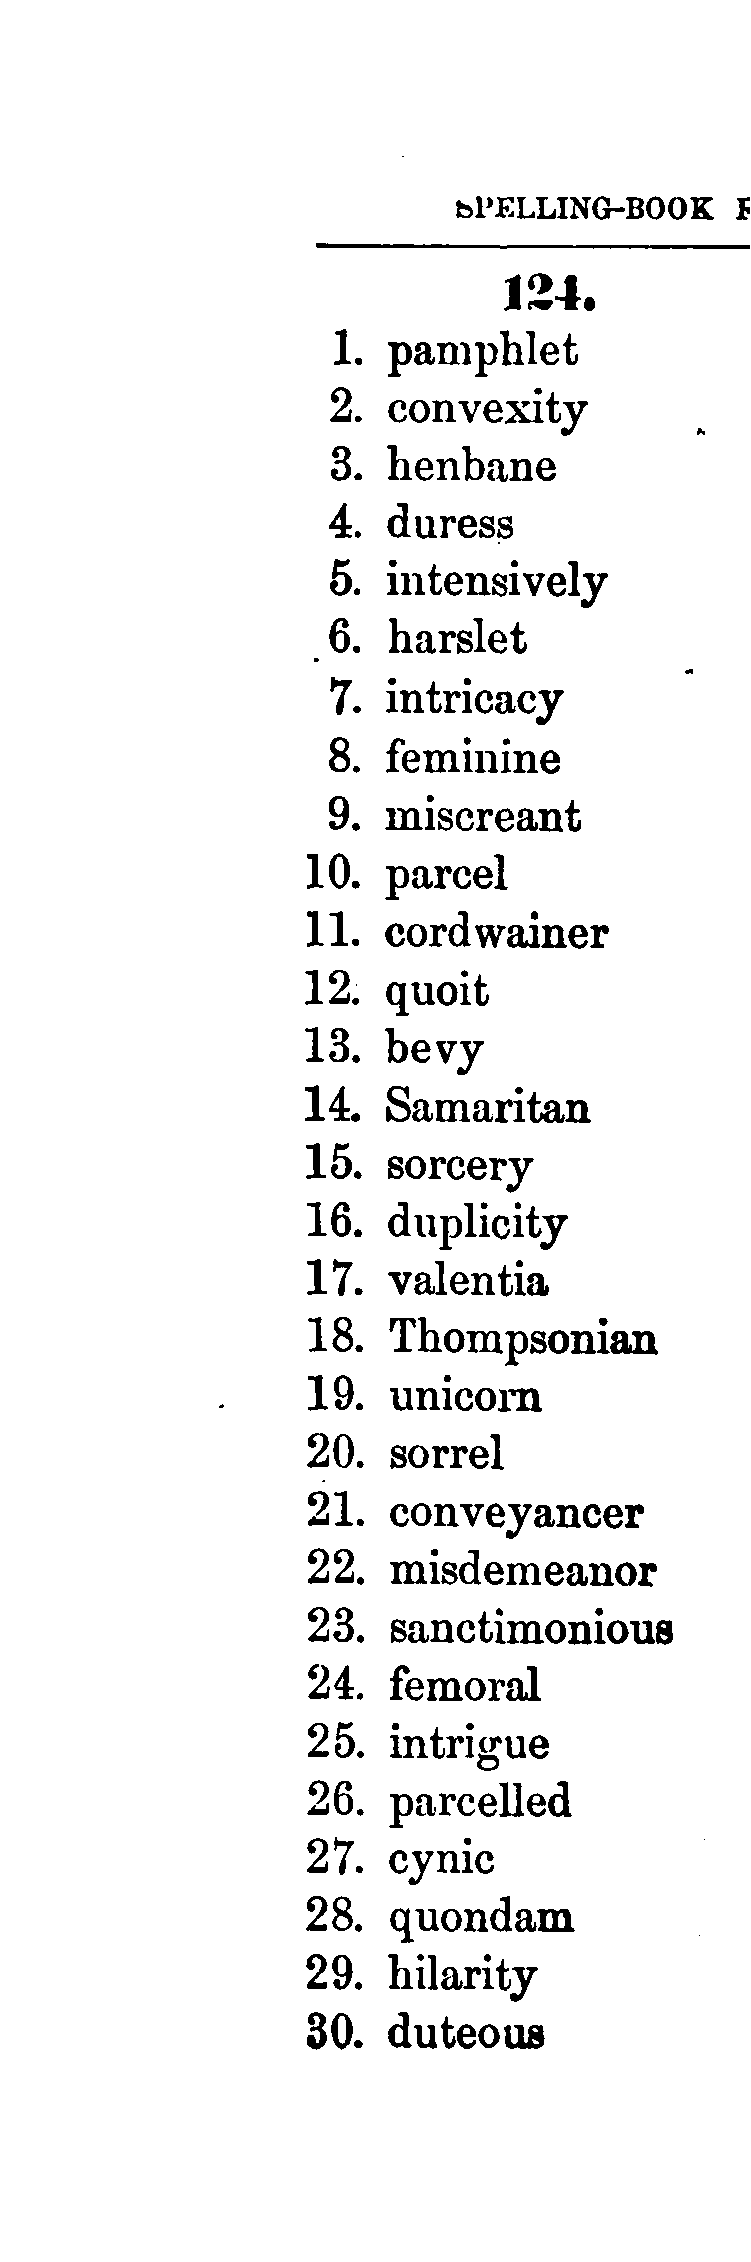 SPELLING-BOOK
124.
1. pamphlet
2. convexity
3. henbane
4. duress
5. intensively
6. harslet
7. intricacy
8. feminine
9. miscreant
10. parcel
11. cordwainer
12. quoit
13. bevy
14. Samaritan
15. sorcery
16. duplicity
17. valentia
18. Thompsonian
19. unicorn
20. sorrel
21. conveyancer
22. misdemeanor
23. sanctimonious
24. femoral
25. intrigue
26. parcelled
27. cynic
28. quondam
29. hilarity
30. duteous